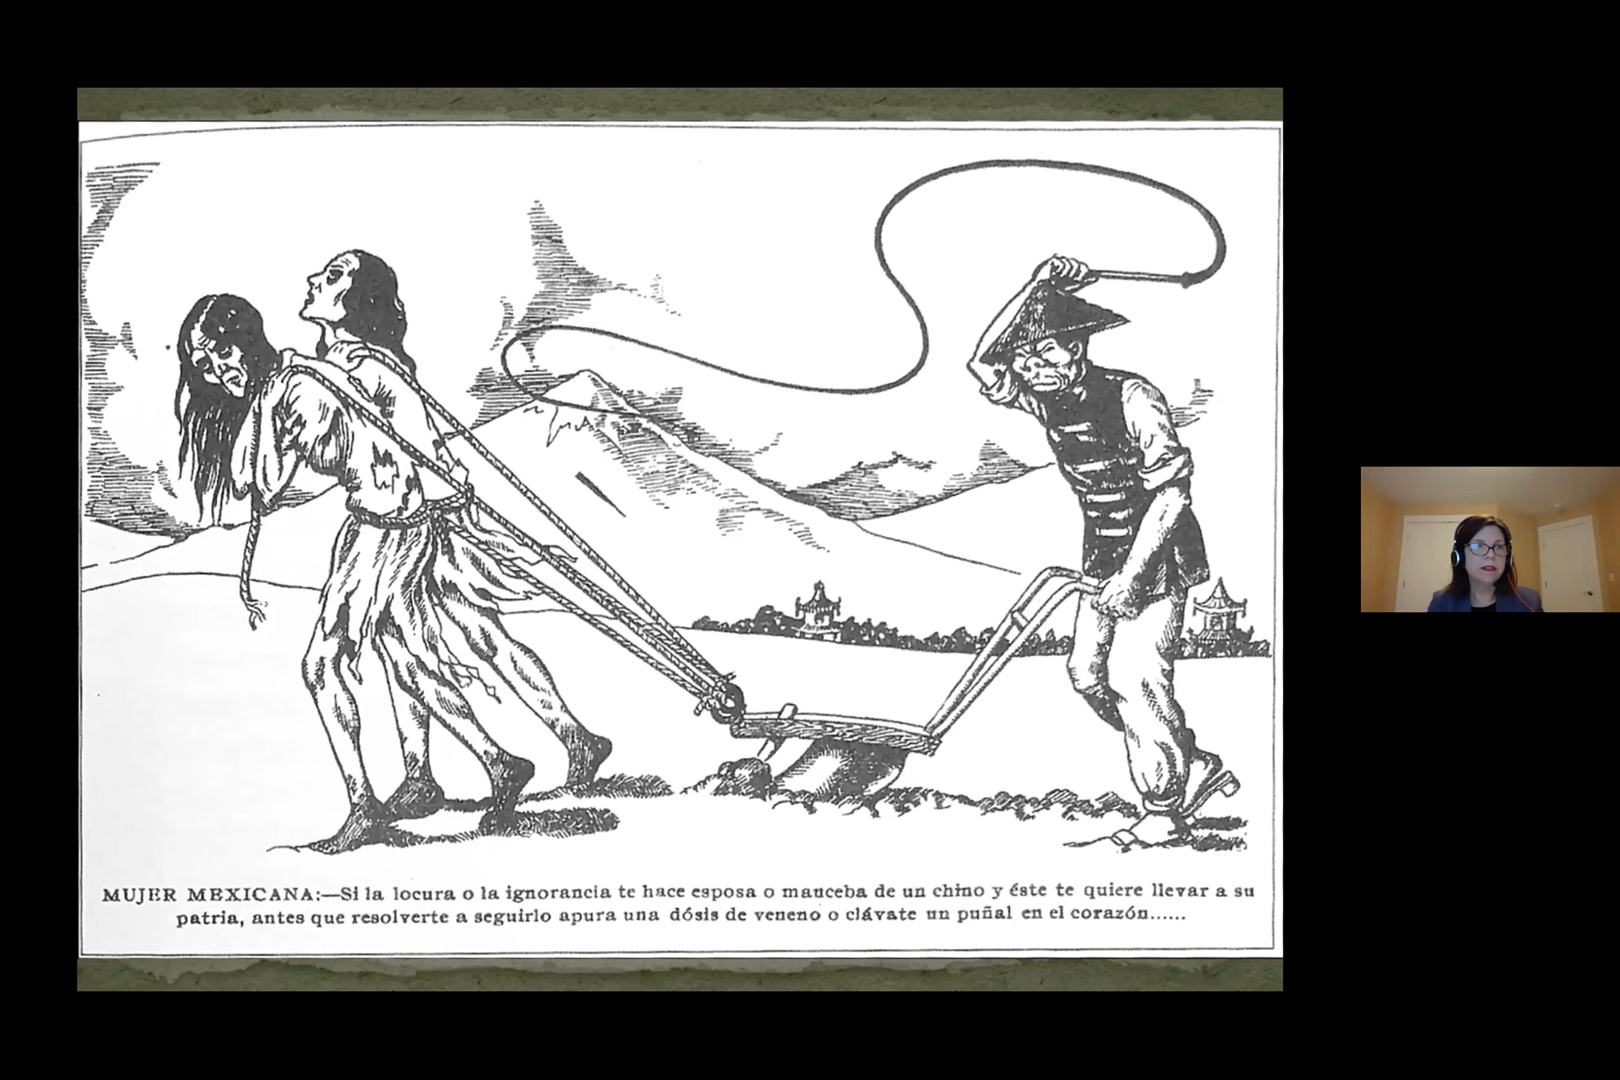 MUJER MEXICANA:—Si la locura o la ignorancia te hace esposa o manceba de un chino y éste te quiere llevar a su
patria, antes que resolverte a seguirlo apura una dósis de veneno o clávate un puñal en el corazón......